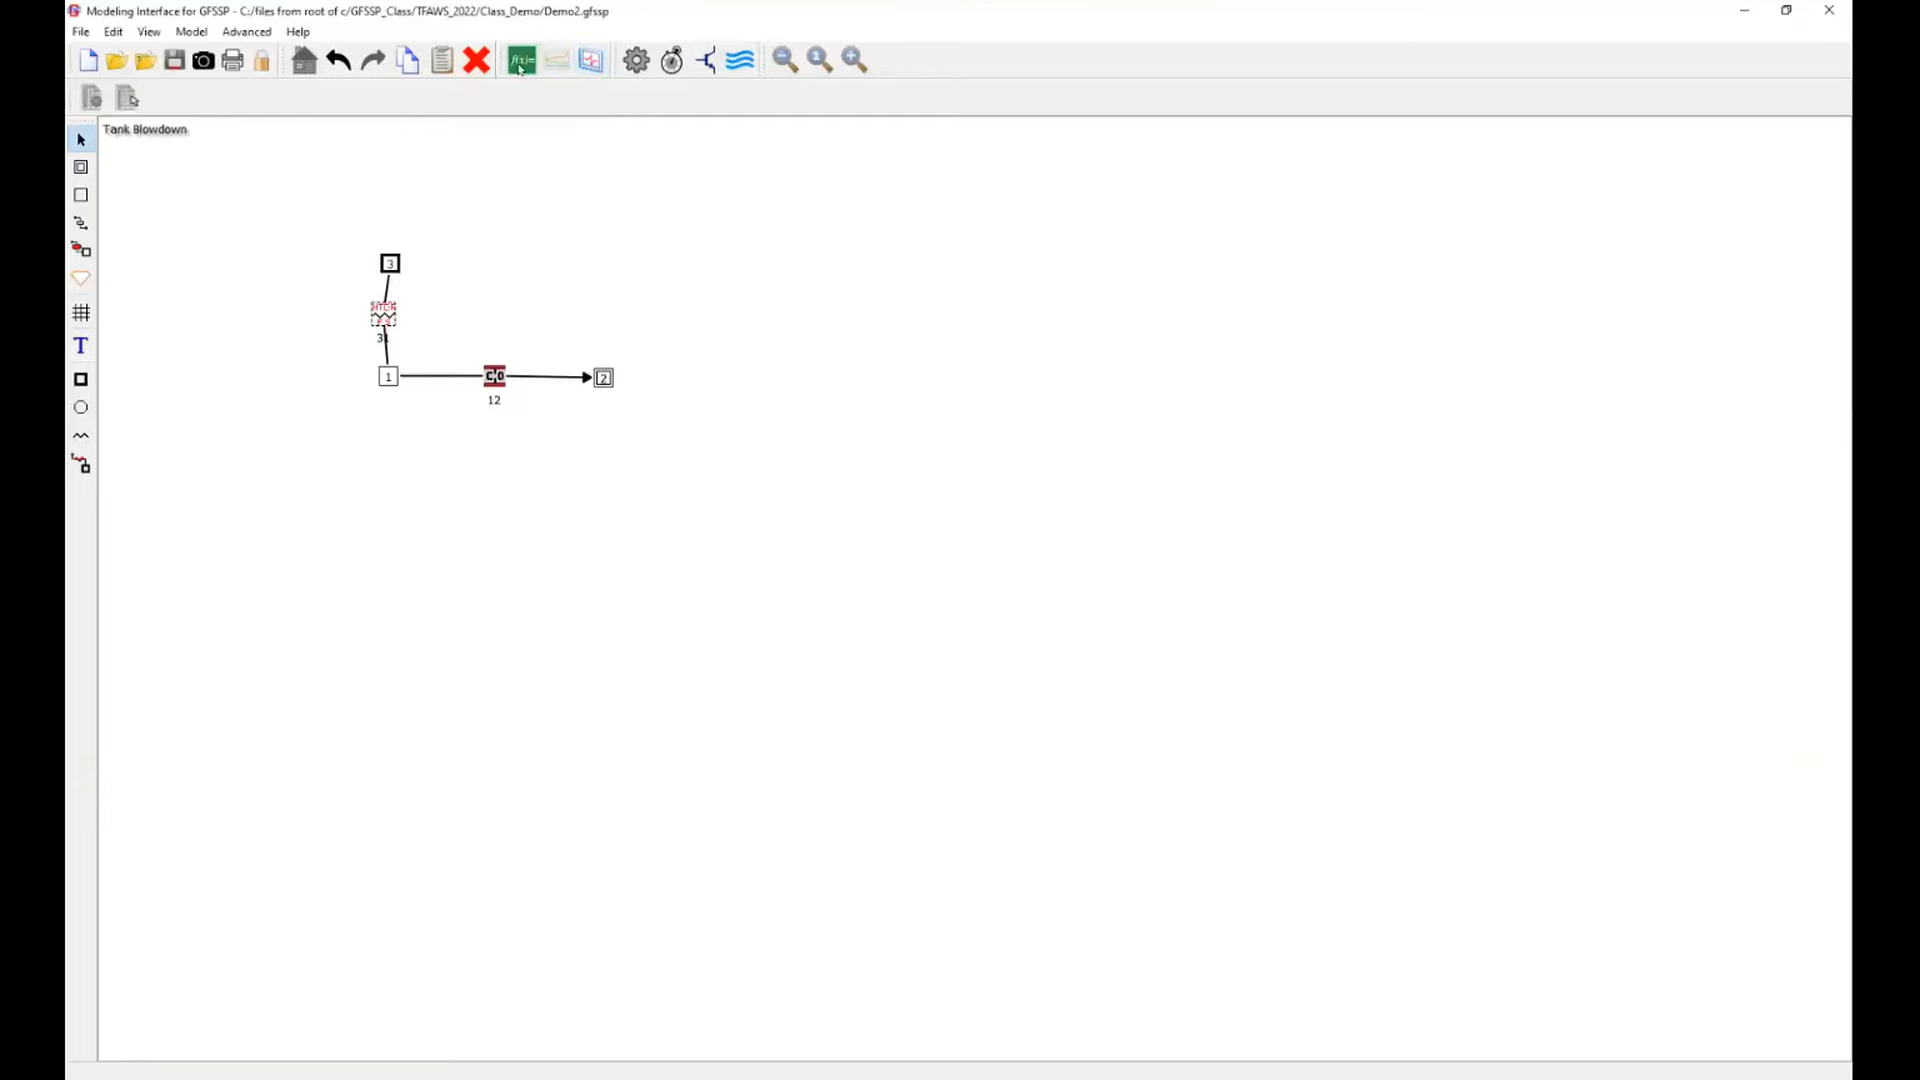 Modeling Interface for GFSSP - C:/files from root of c/GFSSP_Class/TFAWS_2022/Class_Demo/Demo2.gfssp
File Edit View Model Advanced Help
f(x)=
T
Tank Blowdown
3
31
1
2
12